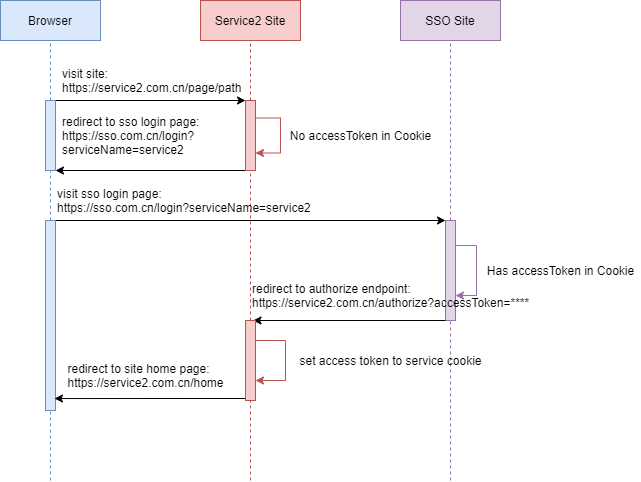 Browser
Service2 Site
SSO Site
visit site:
https://service2.com.cn/page/path
redirect to sso login page:
https://sso.com.cn/login?
serviceName=service2
No accessToken in Cookie
visit sso login page:
https://sso.com.cn/login?serviceName=service2
Has accessToken in Cookie
redirect to authorize endpoint:
https://service2.com.cn/authorize?accessToken=****
set access token to service cookie
redirect to site home page:
https://service2.com.cn/home